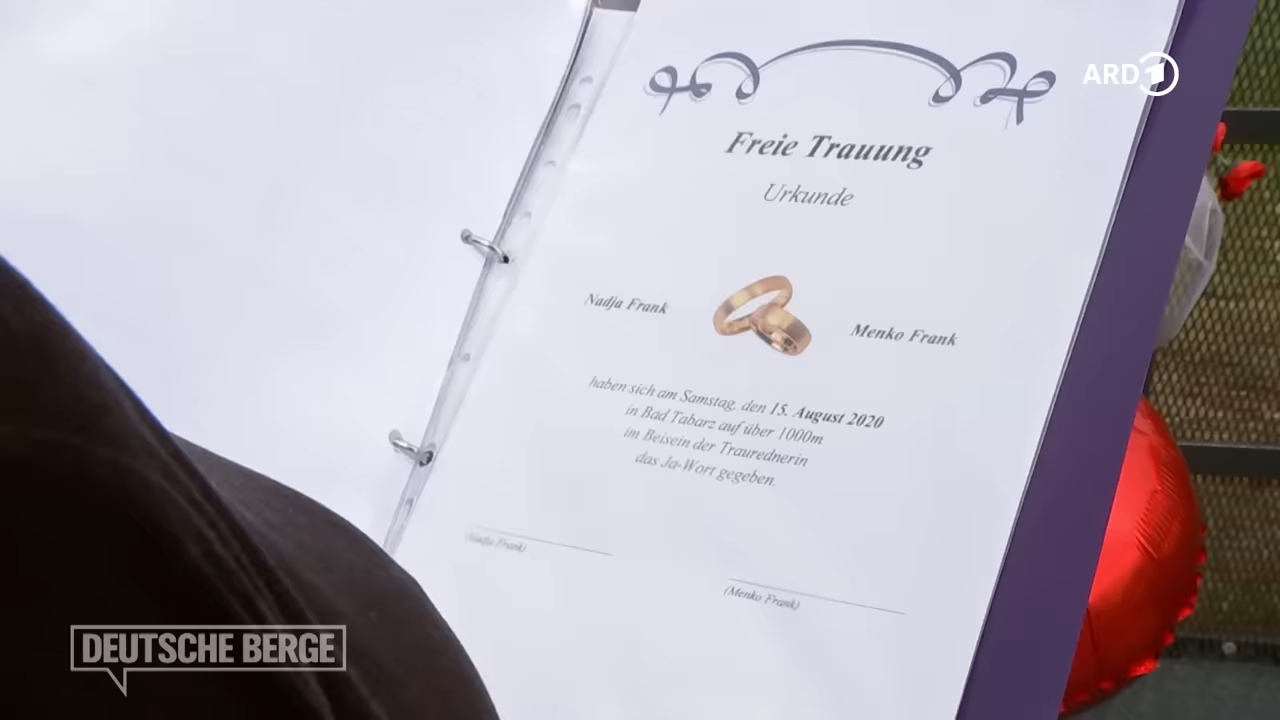 ARD 1
Freie Trauung
Urkunde
Nadja Frank
Menko Frank
haben sich am Samstag, den 15. August 2020
in Bad Tabarz auf über 1000m
im Beisein der Traurednerin
das Ja-Wort gegeben.
(Nadja Frank)
(Menko Frank)
DEUTSCHE BERGE